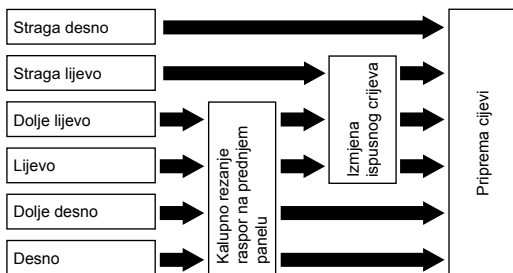 Straga desno
Straga lijevo
Dolje lijevo
Lijevo
Dolje desno
Desno
Kalupno rezanje
raspor na prednjem
panelu
Izmjena
ispusnog crijeva
Priprema cijevi